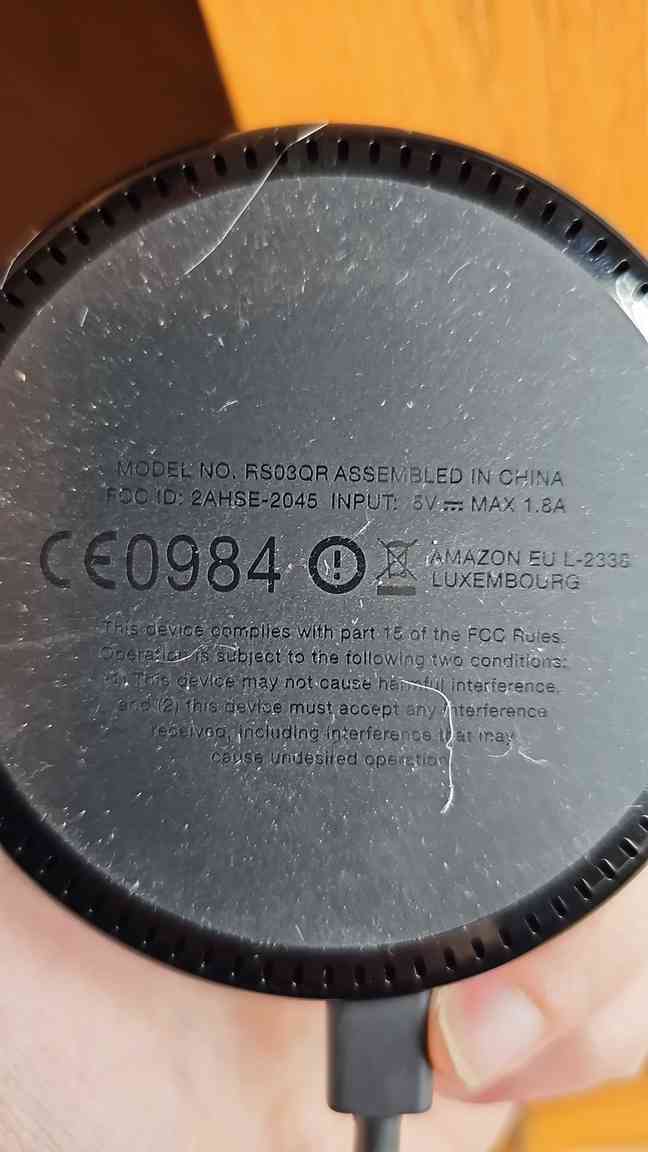 MODEL NO. RS03QR ASSEMBLED IN CHINA
FCC ID: 2AHSE-2045 INPUT: 5V⎓ MAX 1.8A
CE0984
AMAZON EU L-2338
LUXEMBOURG
This device complies with part 15 of the FCC Rules.
Operation is subject to the following two conditions:
(1) This device may not cause harmful interference,
and (2) this device must accept any interference
received, including interference that may
cause undesired operation